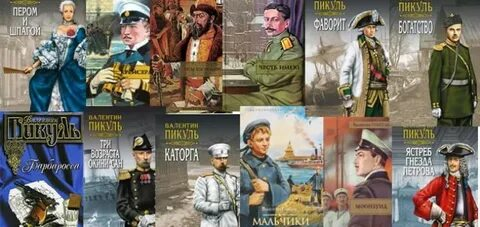 ПЕРОМ И
ШПАГОЙ
КРЕЙСЕРА
ЧЕСТЬ ИМЕЮ
ПИКУЛЬ
ФАВОРИТ
ПИКУЛЬ
БОГАТСТВО
Пикуль
Барбаросса
ВАЛЕНТИН
ПИКУЛЬ
ТРИ
ВОЗРАСТА
ОКИНИ-САН
ВАЛЕНТИН
ПИКУЛЬ
КАТОРГА
МАЛЬЧИКИ
МООНЗУНД
ПИКУЛЬ
ЯСТРЕБ
ГНЕЗДА
ПЕТРОВА